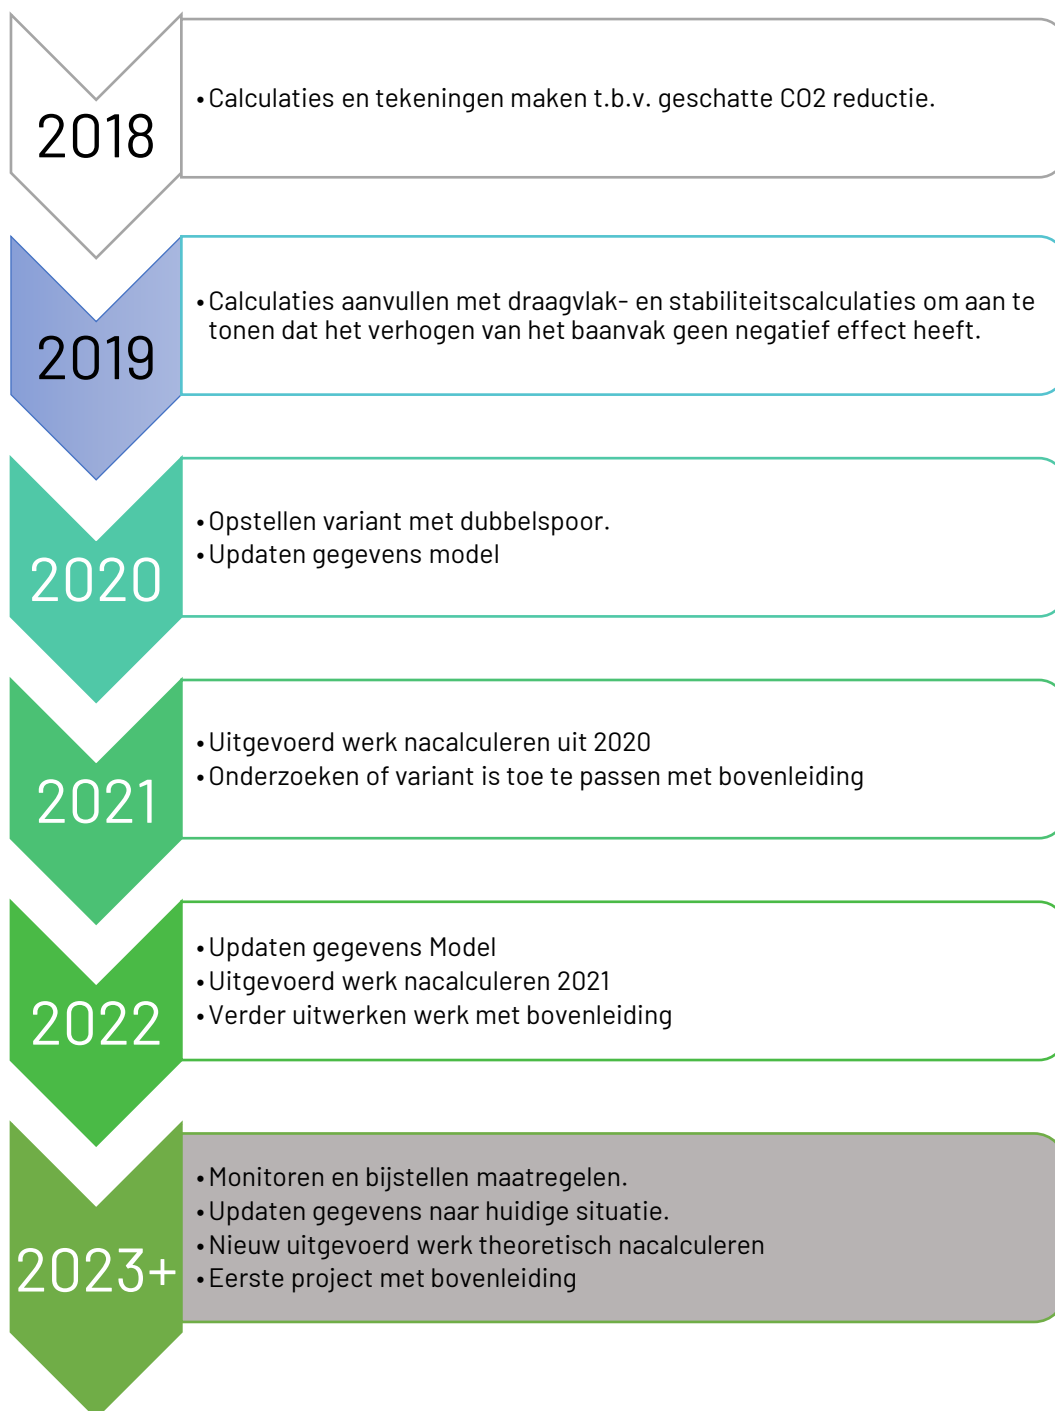 2018
•Calculaties en tekeningen maken t.b.v. geschatte CO2 reductie.
2019
•Calculaties aanvullen met draagvlak- en stabiliteitscalculaties om aan te
tonen dat het verhogen van het baanvak geen negatief effect heeft.
2020
•Opstellen variant met dubbelspoor.
•Updaten gegevens model
2021
•Uitgevoerd werk nacalculeren uit 2020
•Onderzoeken of variant is toe te passen met bovenleiding
2022
•Updaten gegevens Model
•Uitgevoerd werk nacalculeren 2021
•Verder uitwerken werk met bovenleiding
2023+
•Monitoren en bijstellen maatregelen.
•Updaten gegevens naar huidige situatie.
•Nieuw uitgevoerd werk theoretisch nacalculeren
•Eerste project met bovenleiding